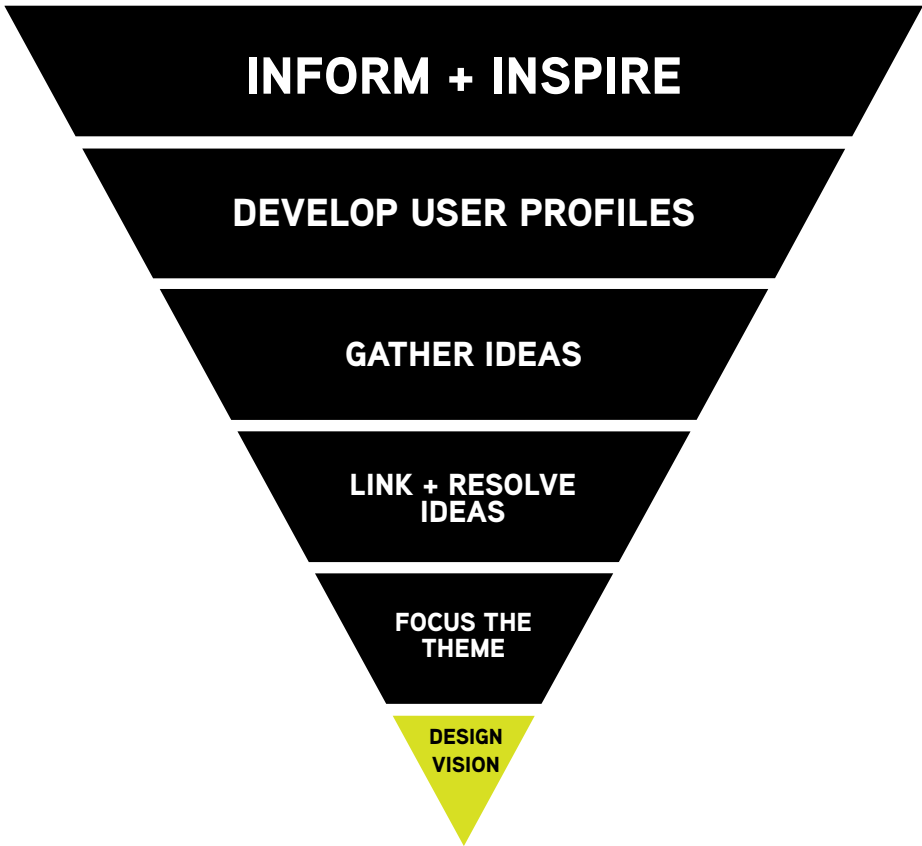 INFORM + INSPIRE
DEVELOP USER PROFILES
GATHER IDEAS
LINK + RESOLVE
IDEAS
FOCUS THE
THEME
DESIGN
VISION